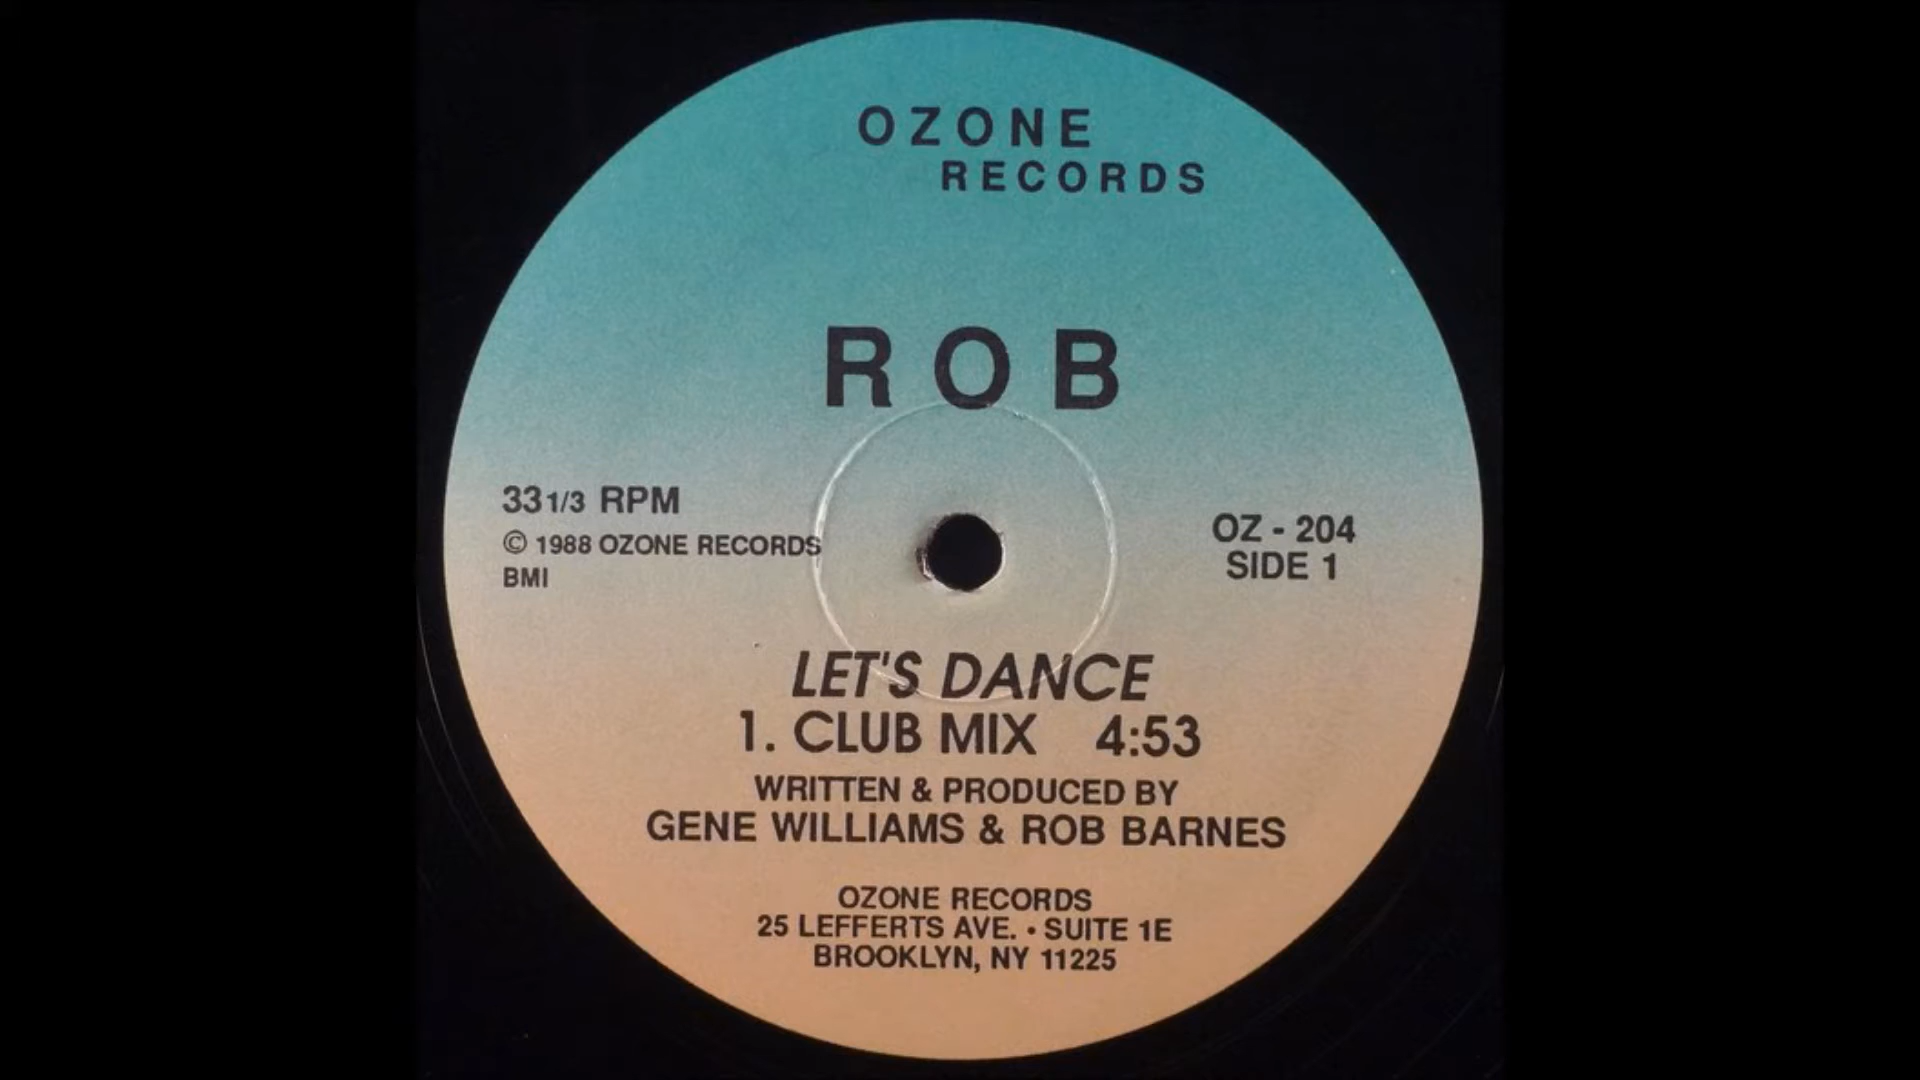 OZONE
RECORDS
ROB
33 1/3 RPM
© 1988 OZONE RECORDS
BMI
OZ - 204
SIDE 1
LET'S DANCE
1. CLUB MIX 4:53
WRITTEN & PRODUCED BY
GENE WILLIAMS & ROB BARNES
OZONE RECORDS
25 LEFFERTS AVE. • SUITE 1E
BROOKLYN, NY 11225